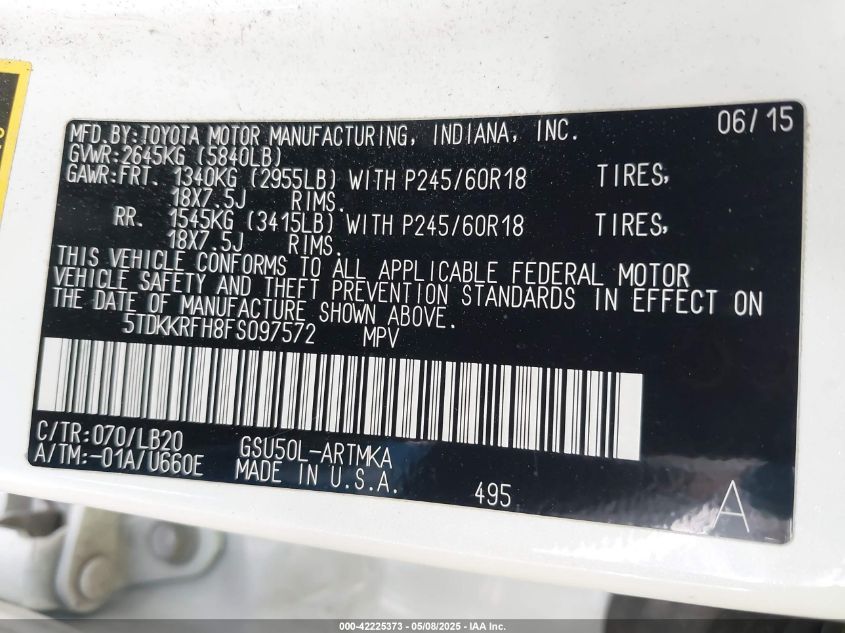 MFD.BY:TOYOTA MOTOR MANUFACTURING, INDIANA, INC. 06/15
GVWR:2645KG (5840LB)
GAWR:FRT. 1340KG (2955LB) WITH P245/60R18 TIRES,
18X7.5J RIMS.
RR. 1545KG (3415LB) WITH P245/60R18 TIRES,
18X7.5J RIMS.
THIS VEHICLE CONFORMS TO ALL APPLICABLE FEDERAL MOTOR
VEHICLE SAFETY AND THEFT PREVENTION STANDARDS IN EFFECT ON
THE DATE OF MANUFACTURE SHOWN ABOVE.
5TDKKRFH8FS097572 MPV
C/TR:070/LB20 GSU50L-ARTMKA
A/TM:-01A/U660E MADE IN U.S.A. 495 A
000-42225373 - 05/08/2025 - IAA Inc.